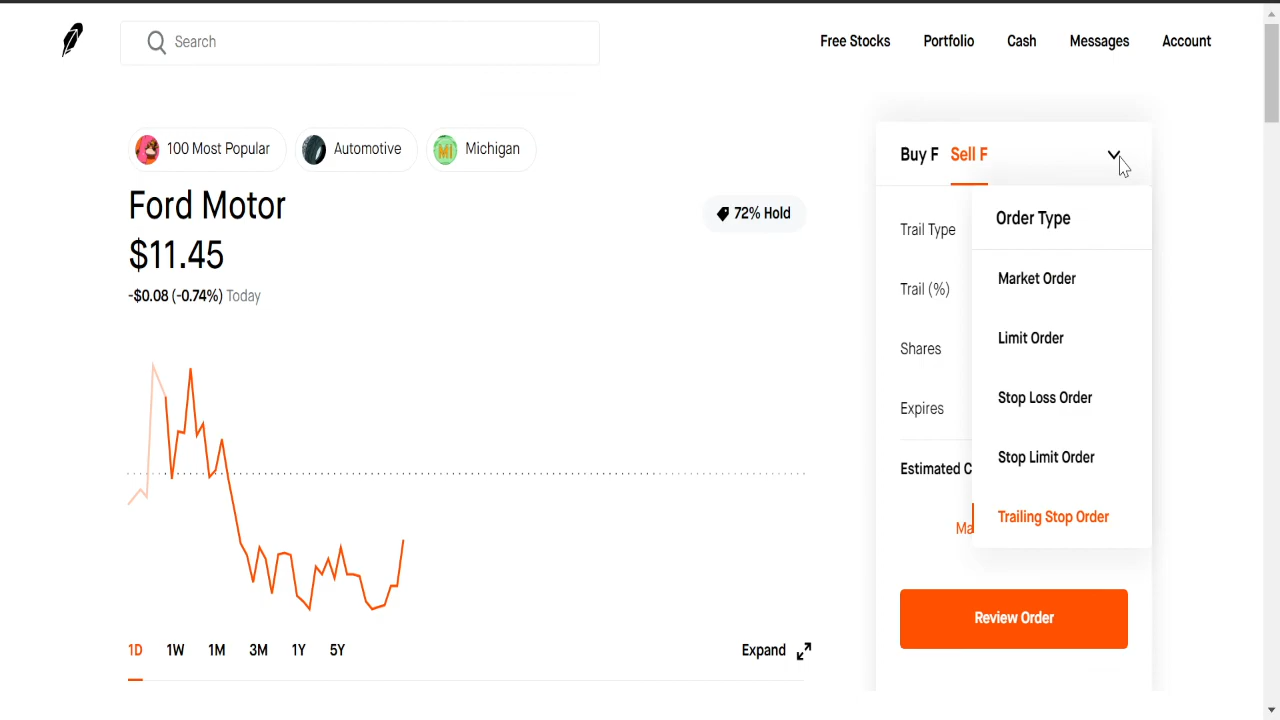 Search
Free Stocks Portfolio Cash Messages Account
100 Most Popular Automotive MI Michigan
Ford Motor
$11.45
-$0.08 (-0.74%) Today
72% Hold
1D 1W 1M 3M 1Y 5Y
Expand
Buy F Sell F
Trail Type
Trail (%)
Shares
Expires
Estimated C
Ma
Order Type
Market Order
Limit Order
Stop Loss Order
Stop Limit Order
Trailing Stop Order
Review Order